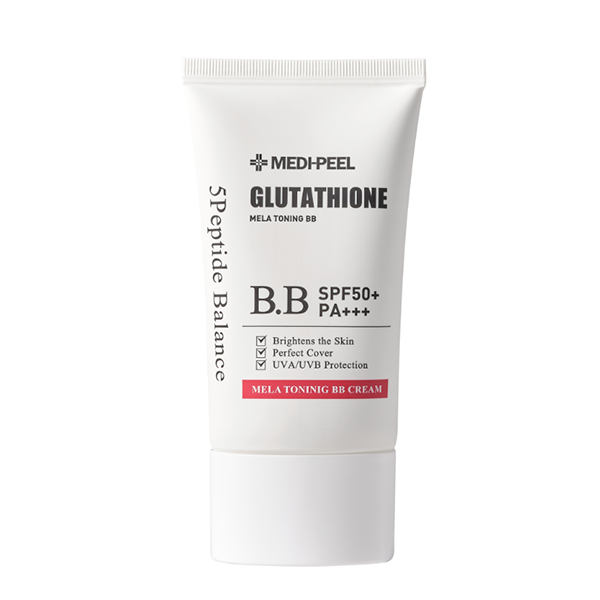 MEDI-PEEL
GLUTATHIONE
MELA TONING BB
5Peptide Balance
B.B SPF50+
PA+++
Brightens the Skin
Perfect Cover
UVA/UVB Protection
MELA TONINIG BB CREAM